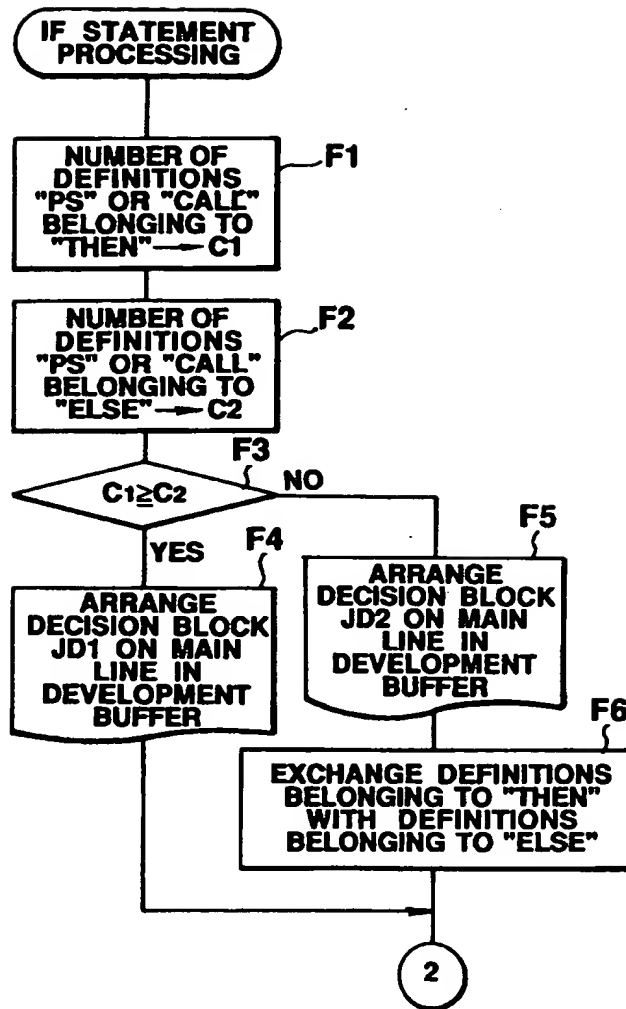 IF STATEMENT
PROCESSING
NUMBER OF
DEFINITIONS
"PS" OR "CALL"
BELONGING TO
"THEN" → C1
F1
NUMBER OF
DEFINITIONS
"PS" OR "CALL"
BELONGING TO
"ELSE" → C2
F2
C1≧C2
F3
NO
YES
F4
ARRANGE
DECISION BLOCK
JD1 ON MAIN
LINE IN
DEVELOPMENT
BUFFER
F5
ARRANGE
DECISION BLOCK
JD2 ON MAIN
LINE IN
DEVELOPMENT
BUFFER
F6
EXCHANGE DEFINITIONS
BELONGING TO "THEN"
WITH DEFINITIONS
BELONGING TO "ELSE"
2